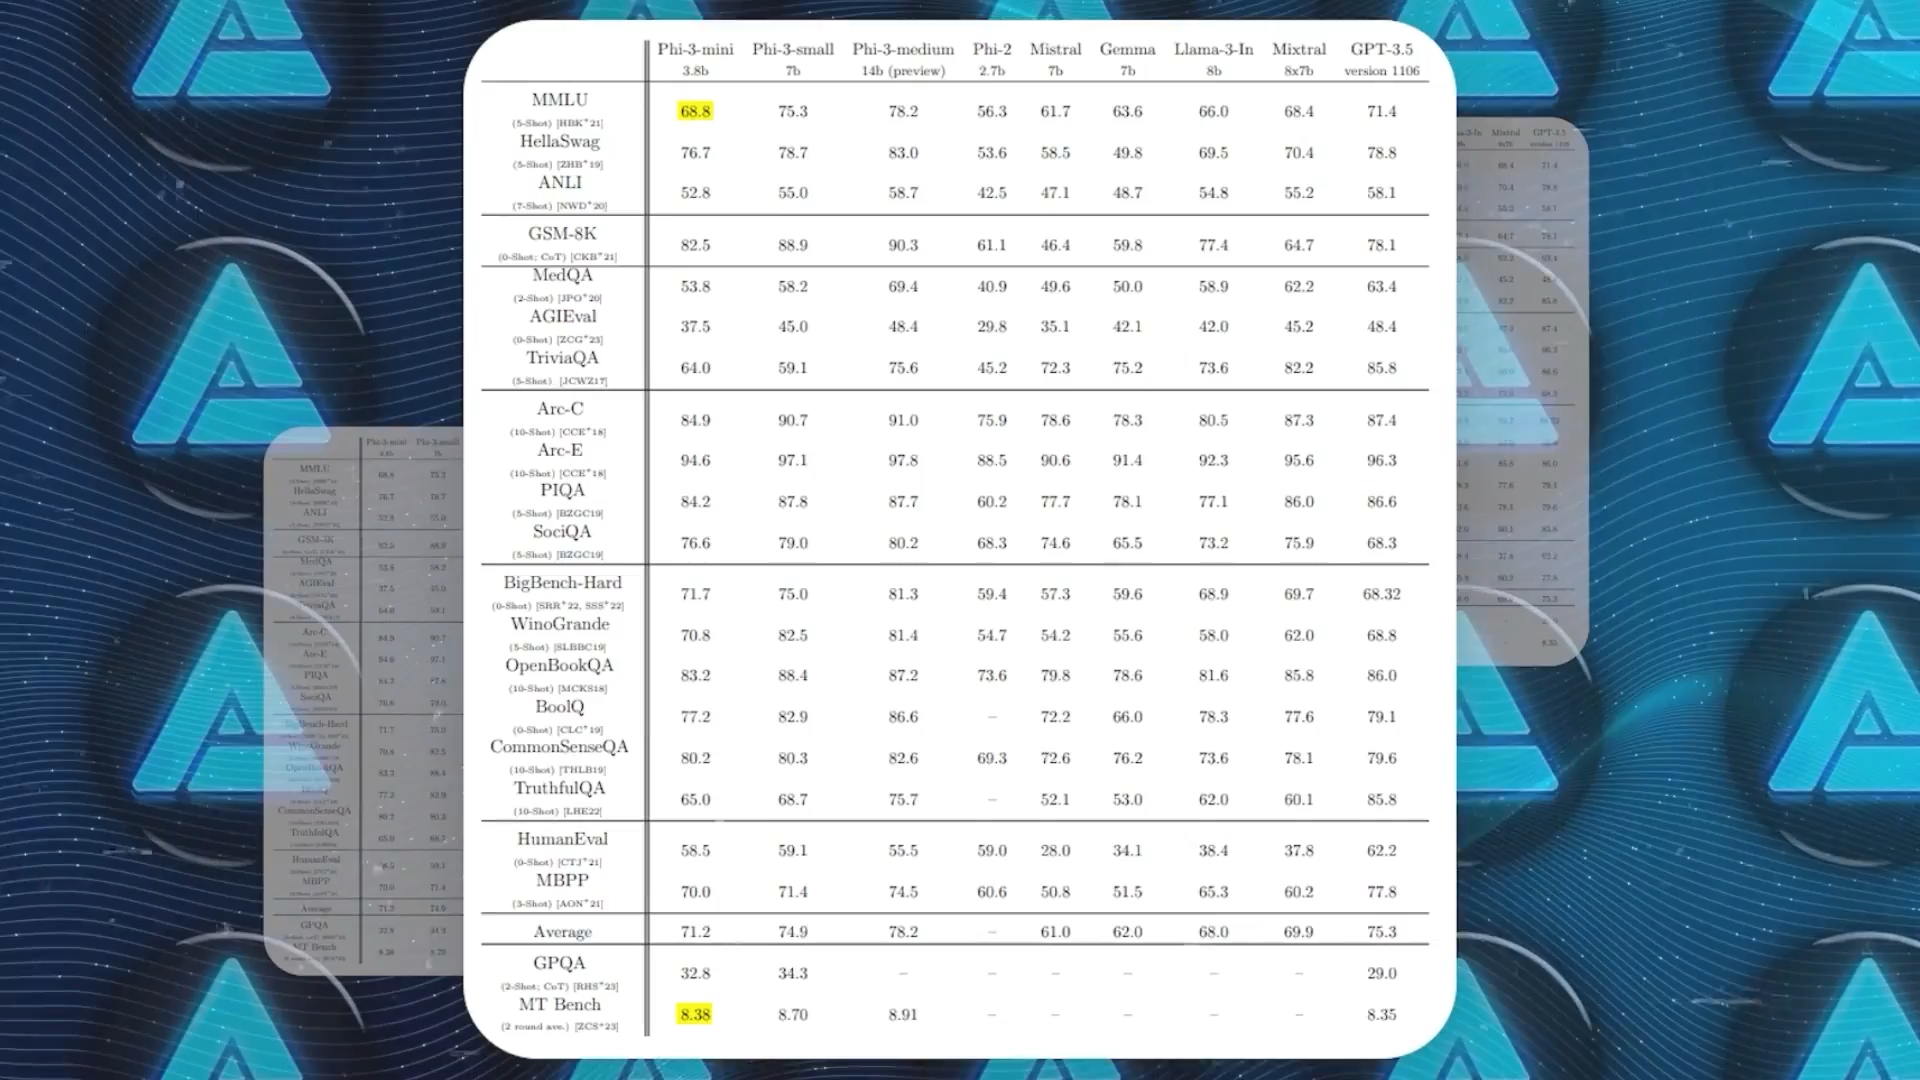 Phi-3-mini Phi-3-small Phi-3-medium Phi-2 Mistral Gemma Llama-3-In Mixtral GPT-3.5
3.8b 7b 14b (preview) 2.7b 7b 7b 8b 8x7b version 1106
MMLU 68.8 75.3 78.2 56.3 61.7 63.6 66.0 68.4 71.4
(5-Shot) [HBK+21]
HellaSwag 76.7 78.7 83.0 53.6 58.5 49.8 69.5 70.4 78.8
(5-Shot) [ZHB+19]
ANLI 52.8 55.0 58.7 42.5 47.1 48.7 54.8 55.2 58.1
(7-Shot) [NWD+20]
GSM-8K 82.5 88.9 90.3 61.1 46.4 59.8 77.4 64.7 78.1
(0-Shot; CoT) [CKB+21]
MedQA 53.8 58.2 69.4 40.9 49.6 50.0 58.9 62.2 63.4
(2-Shot) [JPO+20]
AGIEval 37.5 45.0 48.4 29.8 35.1 42.1 42.0 45.2 48.4
(0-Shot) [ZCG+23]
TriviaQA 64.0 59.1 75.6 45.2 72.3 75.2 73.6 82.2 85.8
(5-Shot) [JCWZ17]
Arc-C 84.9 90.7 91.0 75.9 78.6 78.3 80.5 87.3 87.4
(10-Shot) [CCE+18]
Arc-E 94.6 97.1 97.8 88.5 90.6 91.4 92.3 95.6 96.3
(10-Shot) [CCE+18]
PIQA 84.2 87.8 87.7 60.2 77.7 78.1 77.1 86.0 86.6
(5-Shot) [BZGC19]
SociQA 76.6 79.0 80.2 68.3 74.6 65.5 73.2 75.9 68.3
(5-Shot) [BZGC19]
BigBench-Hard 71.7 75.0 81.3 59.4 57.3 59.6 68.9 69.7 68.32
(0-Shot) [SRR+22, SSS+22]
WinoGrande 70.8 82.5 81.4 54.7 54.2 55.6 58.0 62.0 68.8
(5-Shot) [SLBBC19]
OpenBookQA 83.2 88.4 87.2 73.6 79.8 78.6 81.6 85.8 86.0
(10-Shot) [MCKS18]
BoolQ 77.2 82.9 86.6 – 72.2 66.0 78.3 77.6 79.1
(0-Shot) [CLC+19]
CommonSenseQA 80.2 80.3 82.6 69.3 72.6 76.2 73.6 78.1 79.6
(10-Shot) [THLB19]
TruthfulQA 65.0 68.7 75.7 – 52.1 53.0 62.0 60.1 85.8
(10-Shot) [LHE22]
HumanEval 58.5 59.1 55.5 59.0 28.0 34.1 38.4 37.8 62.2
(0-Shot) [CTJ+21]
MBPP 70.0 71.4 74.5 60.6 50.8 51.5 65.3 60.2 77.8
(3-Shot) [AON+21]
Average 71.2 74.9 78.2 – 61.0 62.0 68.0 69.9 75.3
GPQA 32.8 34.3 – – – – – – 29.0
(2-Shot; CoT) [RHS+23]
MT Bench 8.38 8.70 8.91 – – – – – 8.35
(2 round ave.) [ZCS+23]